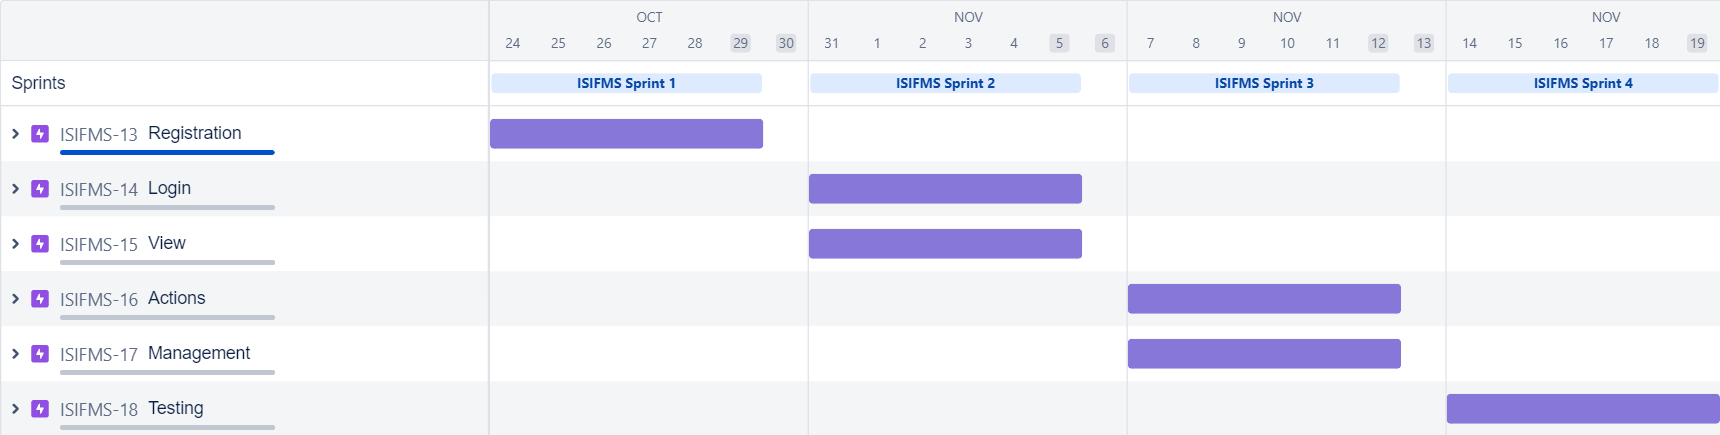 OCT NOV NOV NOV
24 25 26 27 28 29 30 31 1 2 3 4 5 6 7 8 9 10 11 12 13 14 15 16 17 18 19
Sprints ISIFMS Sprint 1 ISIFMS Sprint 2 ISIFMS Sprint 3 ISIFMS Sprint 4
ISIFMS-13 Registration
ISIFMS-14 Login
ISIFMS-15 View
ISIFMS-16 Actions
ISIFMS-17 Management
ISIFMS-18 Testing